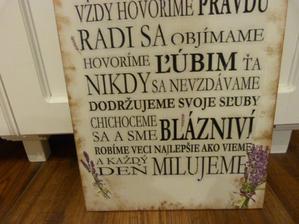 VŽDY HOVORÍME PRAVDU
RADI SA OBJÍMAME
HOVORÍME ĽÚBIM ŤA
NIKDY SA NEVZDÁVAME
DODRŽUJEME SVOJE SĽUBY
CHICHOCEME SA A SME BLÁZNIVÍ
ROBÍME VECI NAJLEPŠIE AKO VIEME
A KAŽDÝ DEŇ MILUJEME